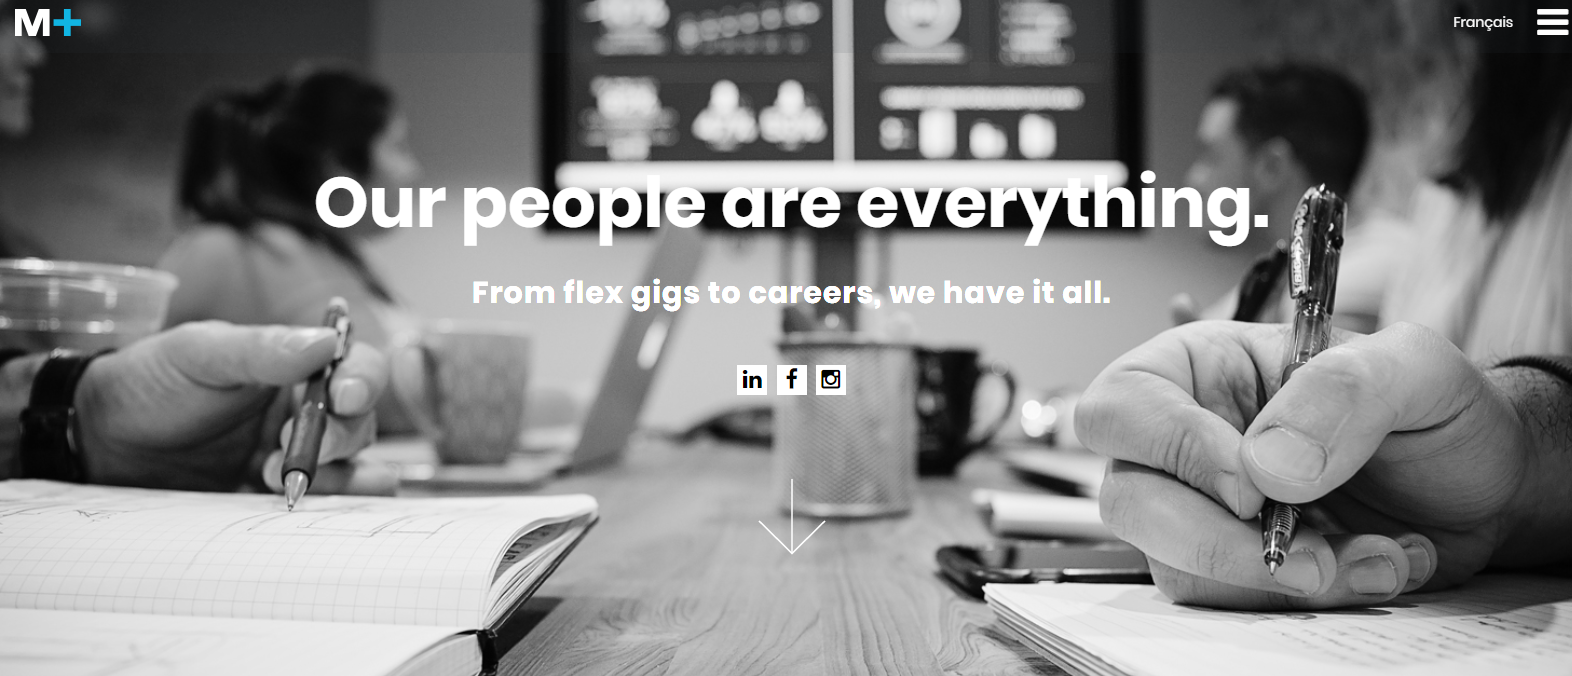 M+
Français
Our people are everything.
From flex gigs to careers, we have it all.
in
f